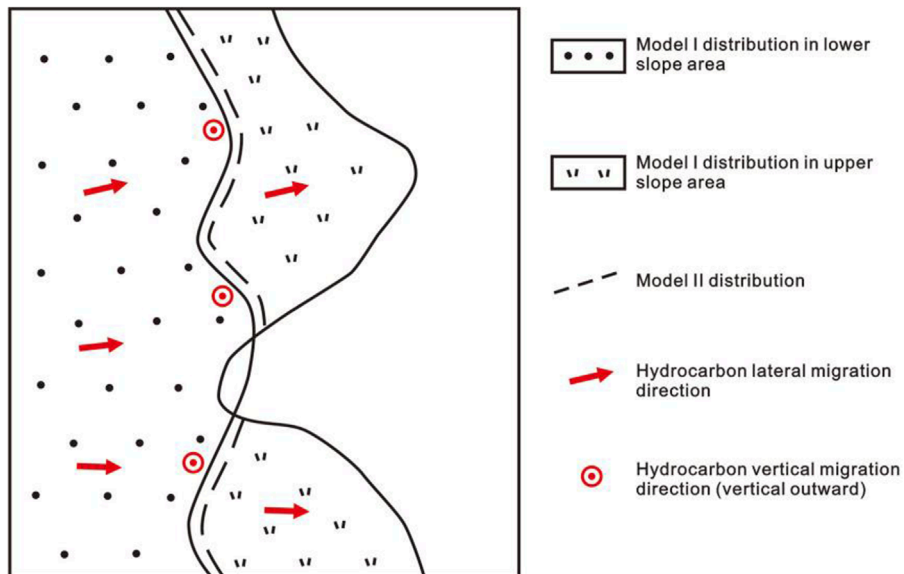 Model I distribution in lower
slope area
Model I distribution in upper
slope area
Model II distribution
Hydrocarbon lateral migration
direction
Hydrocarbon vertical migration
direction (vertical outward)